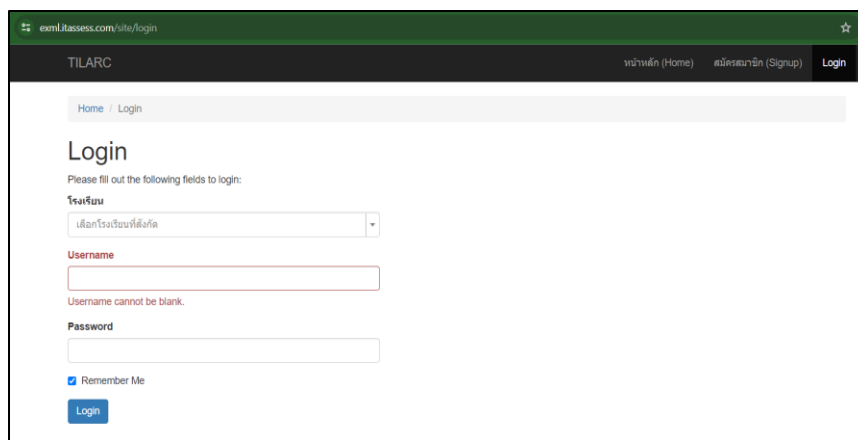 exml.itassess.com/site/login
TILARC หน้าหลัก (Home) สมัครสมาชิก (Signup) Login
Home / Login
Login
Please fill out the following fields to login:
โรงเรียน
เลือกโรงเรียนที่สังกัด
Username
Username cannot be blank.
Password
Remember Me
Login